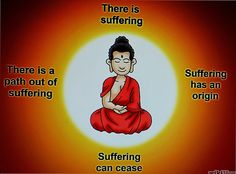 There is
suffering
There is a
path out of
suffering
Suffering
has an
origin
Suffering
can cease